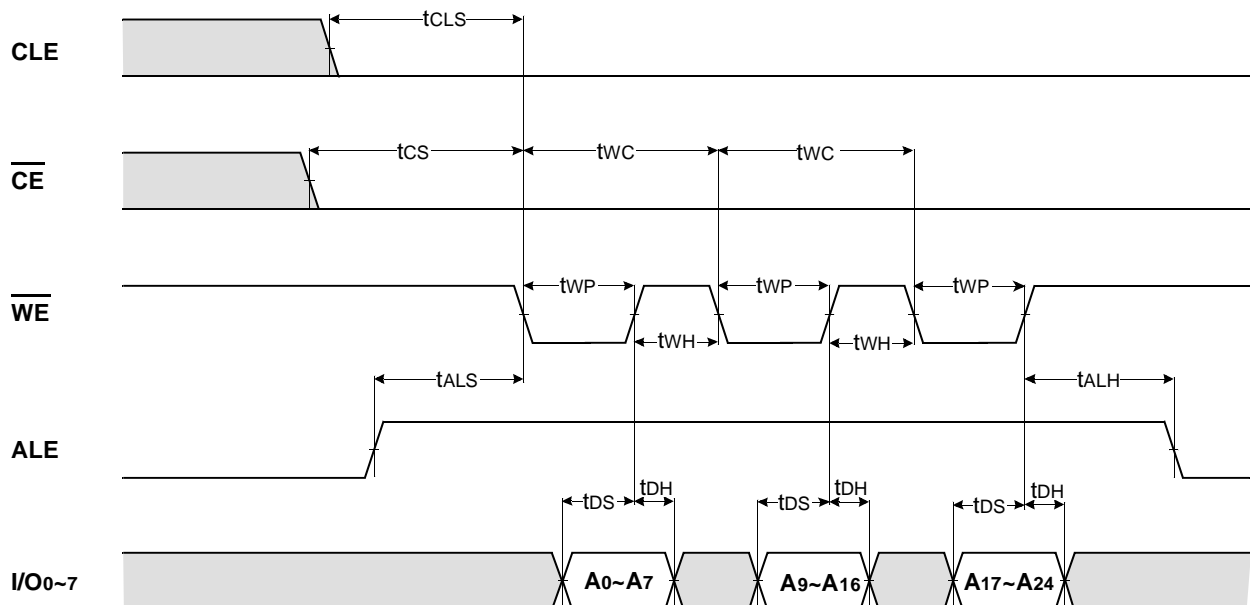 tCLS
CLE
tCS tWC tWC
CE
tWP tWP tWP
WE
tWH tWH
tALS tALH
ALE
tDS tDH tDS tDH tDS tDH
I/O0~7 A0~A7 A9~A16 A17~A24